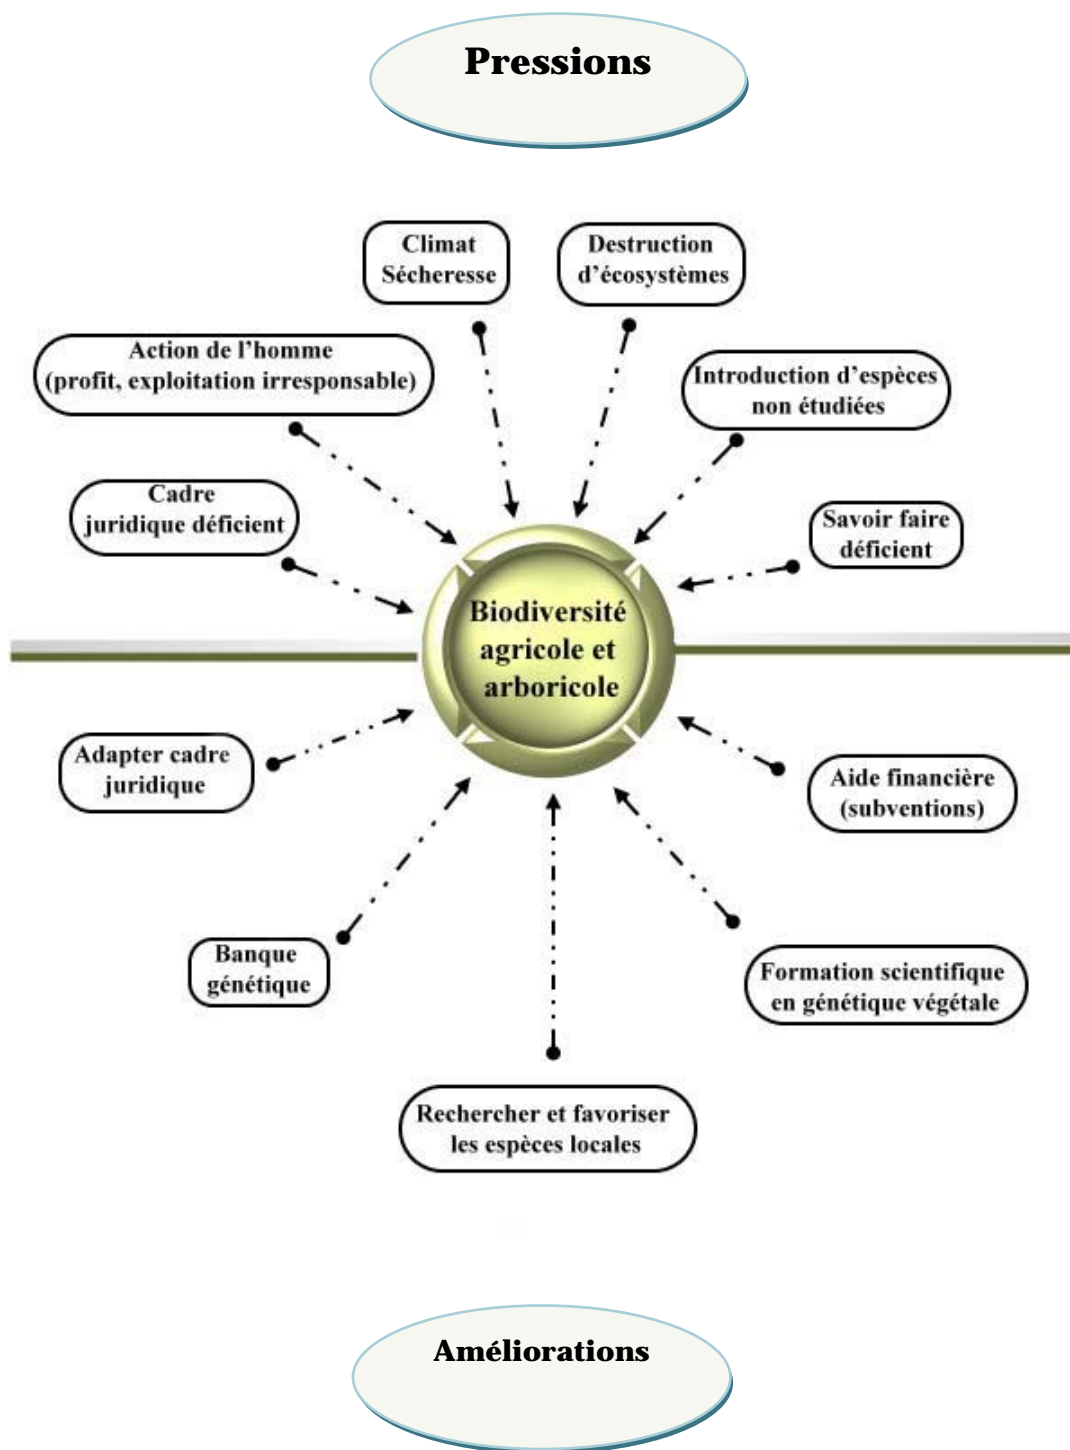 Pressions
Climat
Sécheresse
Destruction
d'écosystèmes
Action de l'homme
(profit, exploitation irresponsable)
Introduction d'espèces
non étudiées
Cadre
juridique déficient
Savoir faire
déficient
Biodiversité
agricole et
arboricole
Adapter cadre
juridique
Aide financière
(subventions)
Banque
génétique
Formation scientifique
en génétique végétale
Rechercher et favoriser
les espèces locales
Améliorations